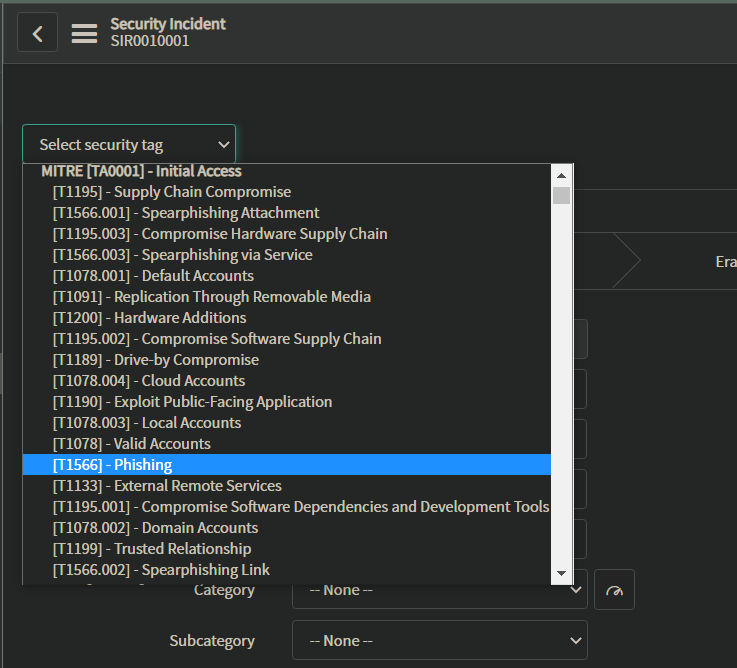 Security Incident
SIR0010001
Select security tag
MITRE [TA0001] - Initial Access
[T1195] - Supply Chain Compromise
[T1566.001] - Spearphishing Attachment
[T1195.003] - Compromise Hardware Supply Chain
[T1566.003] - Spearphishing via Service
[T1078.001] - Default Accounts
[T1091] - Replication Through Removable Media
[T1200] - Hardware Additions
[T1195.002] - Compromise Software Supply Chain
[T1189] - Drive-by Compromise
[T1078.004] - Cloud Accounts
[T1190] - Exploit Public-Facing Application
[T1078.003] - Local Accounts
[T1078] - Valid Accounts
[T1566] - Phishing
[T1133] - External Remote Services
[T1195.001] - Compromise Software Dependencies and Development Tools
[T1078.002] - Domain Accounts
[T1199] - Trusted Relationship
[T1566.002] - Spearphishing Link
Era
Category -- None --
Subcategory -- None --